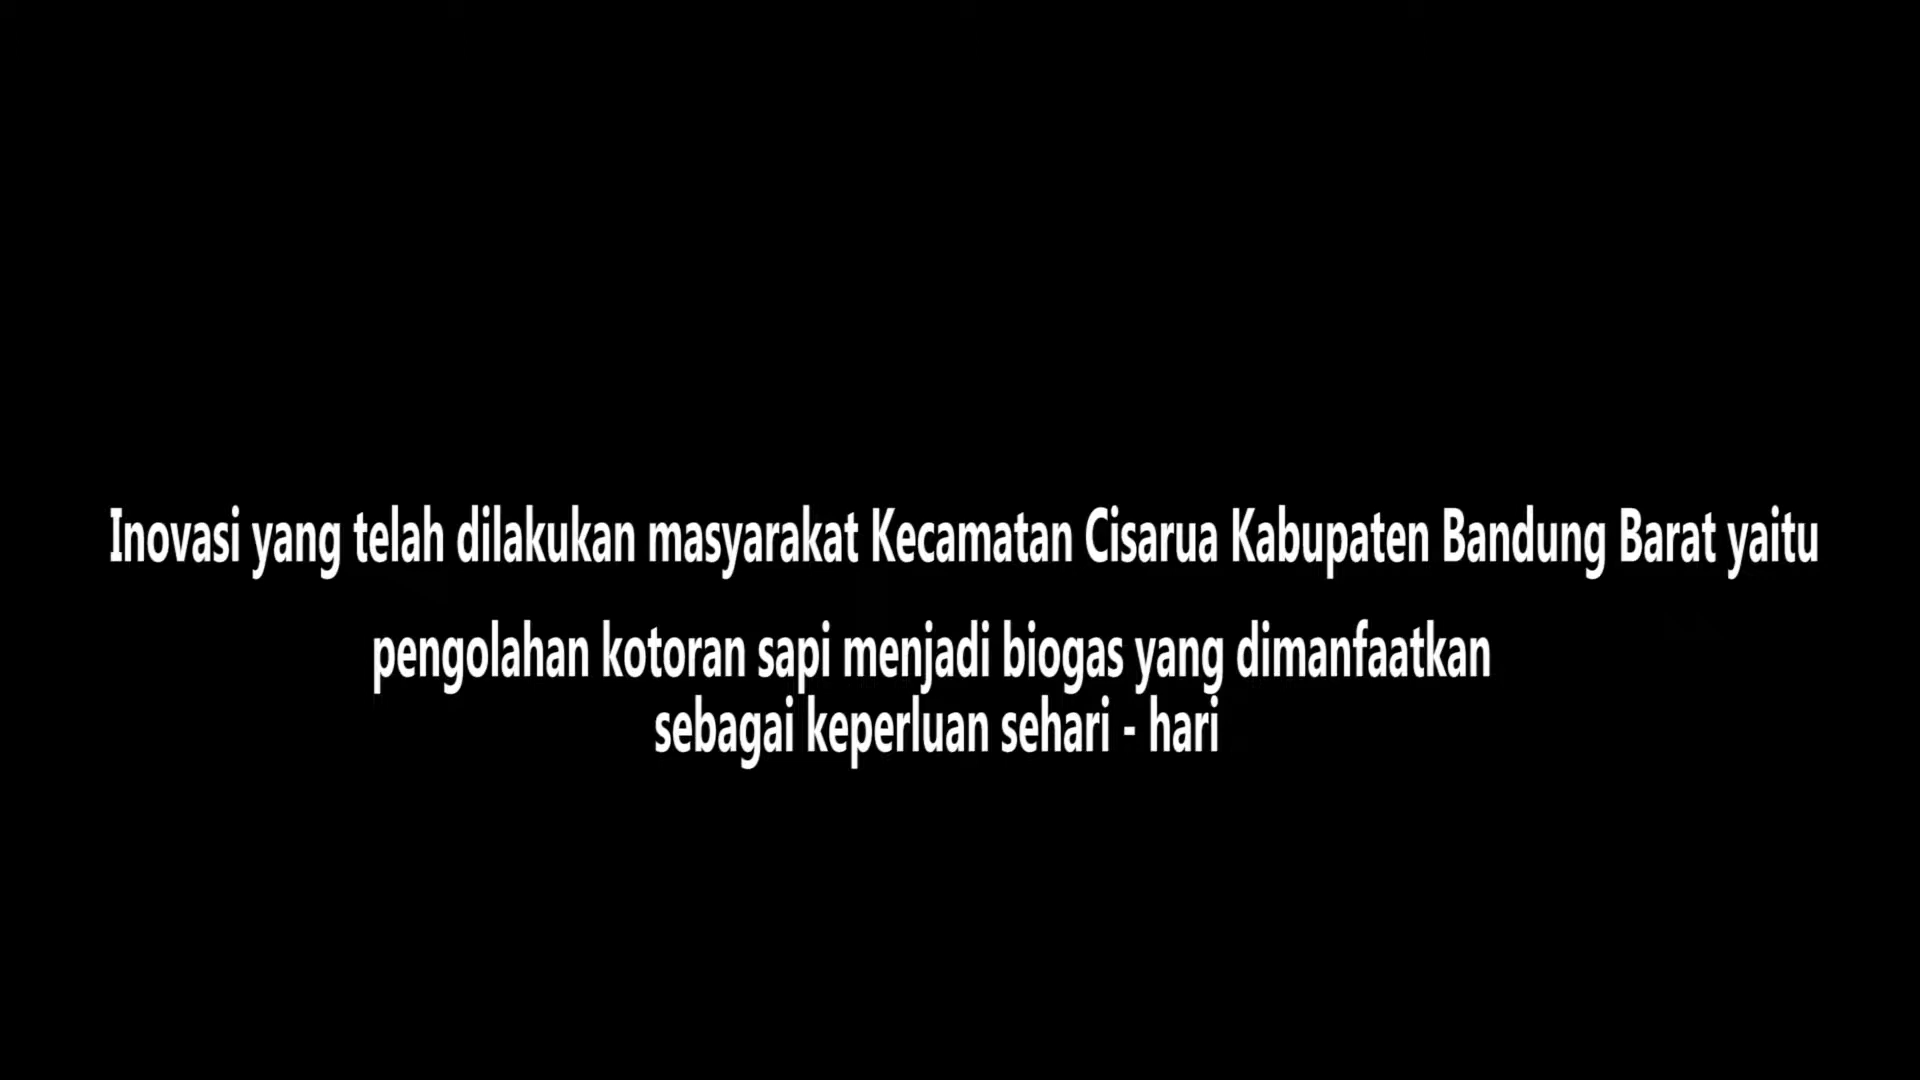 Inovasi yang telah dilakukan masyarakat Kecamatan Cisarua Kabupaten Bandung Barat yaitu
pengolahan kotoran sapi menjadi biogas yang dimanfaatkan
sebagai keperluan sehari - hari